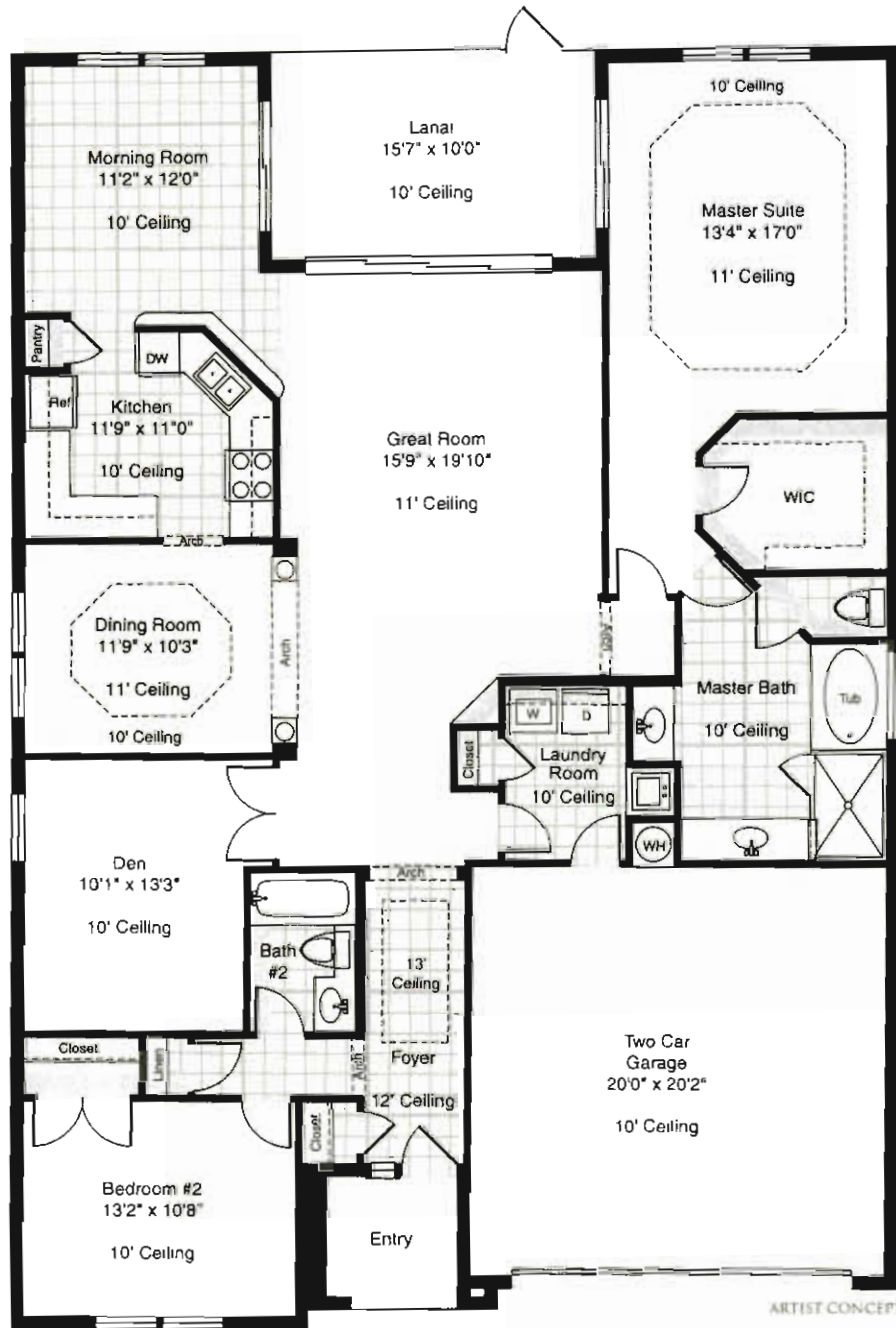 Morning Room
11'2" x 12'0"
10' Ceiling
Lanai
15'7" x 10'0"
10' Ceiling
10' Ceiling
Master Suite
13'4" x 17'0"
11' Ceiling
Pantry
DW
Ref
Kitchen
11'9" x 11"0"
10' Ceiling
Arch
Great Room
15'9" x 19'10"
11' Ceiling
WIC
Dining Room
11'9" x 10'3"
11' Ceiling
10' Ceiling
Arch
Arch
Master Bath
10' Ceiling
Tub
W
D
Closet
Laundry
Room
10' Ceiling
WH
Den
10'1" x 13'3"
10' Ceiling
Arch
Bath
#2
13'
Ceiling
Foyer
12' Ceiling
Arch
Closet
Linen
Closet
Two Car
Garage
20'0" x 20'2"
10' Ceiling
Bedroom #2
13'2" x 10'8"
10' Ceiling
Entry
ARTIST CONCEPT